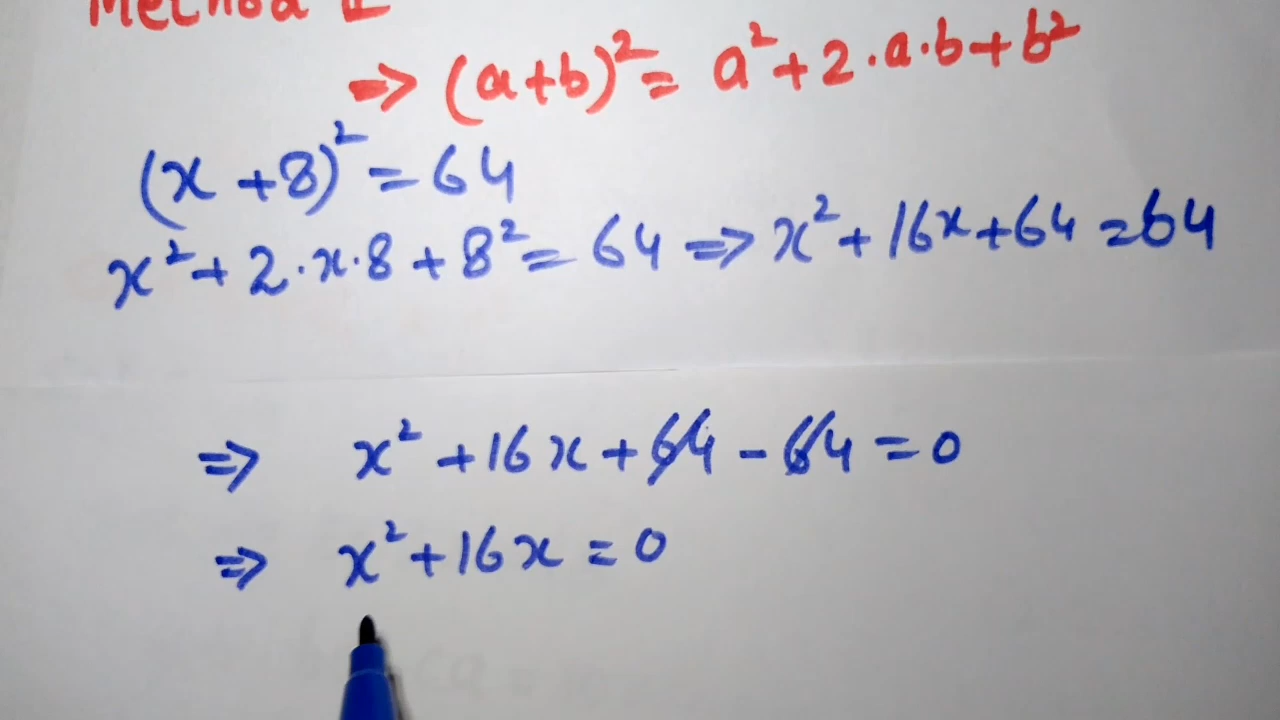 Method I
⇒ (a+b)² = a²+2·a·b+b²
(x +8)² = 64
x²+2·x·8+8² = 64 ⇒ x²+16x+64 = 64
⇒ x²+16x+64-64 = 0
⇒ x²+16x = 0